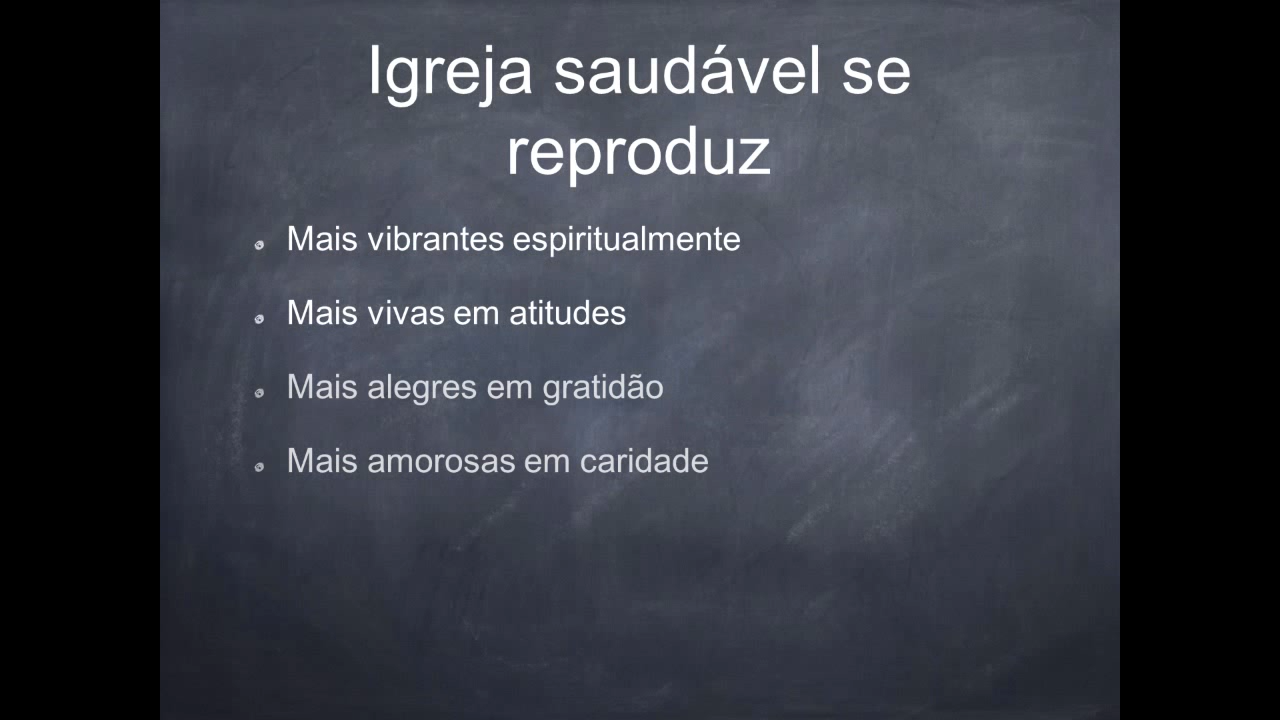 Igreja saudável se
reproduz
Mais vibrantes espiritualmente
Mais vivas em atitudes
Mais alegres em gratidão
Mais amorosas em caridade